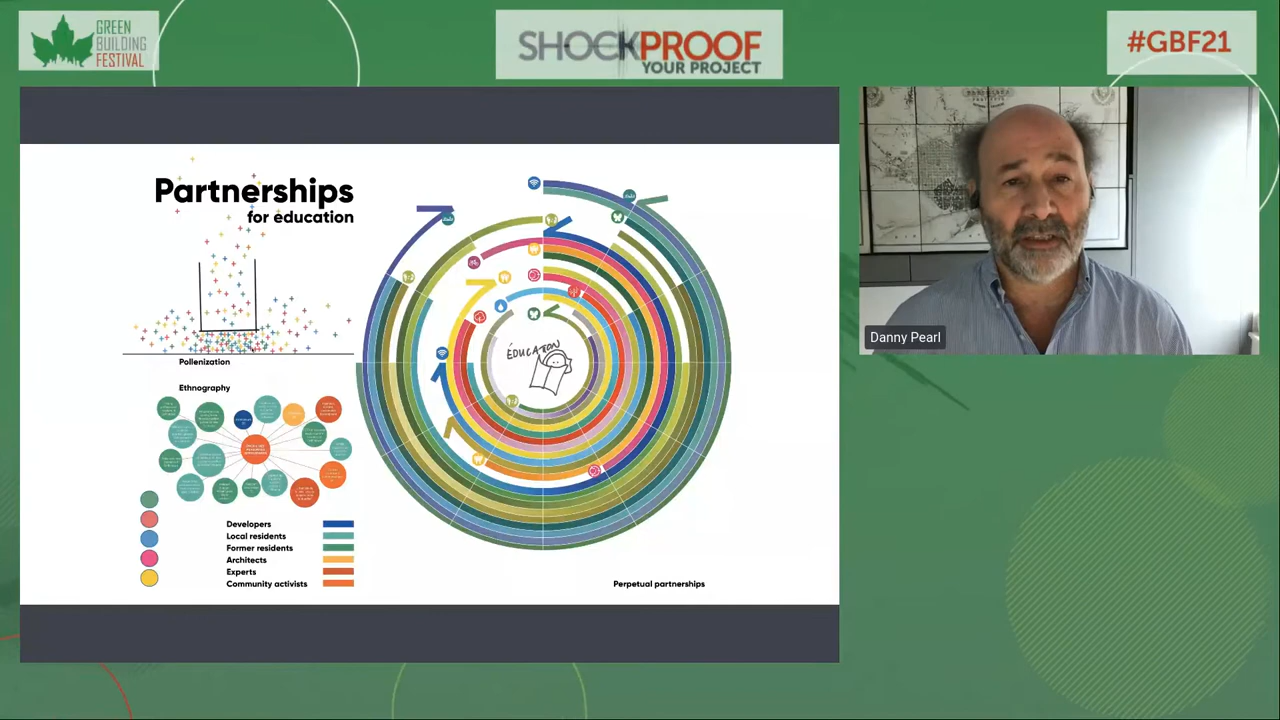 GREEN
BUILDING
FESTIVAL
SHOCKPROOF
YOUR PROJECT
#GBF21
Partnerships
for education
Pollenization
Ethnography
Developers
Local residents
Former residents
Architects
Experts
Community activists
ÉDUCATION
Perpetual partnerships
Danny Pearl